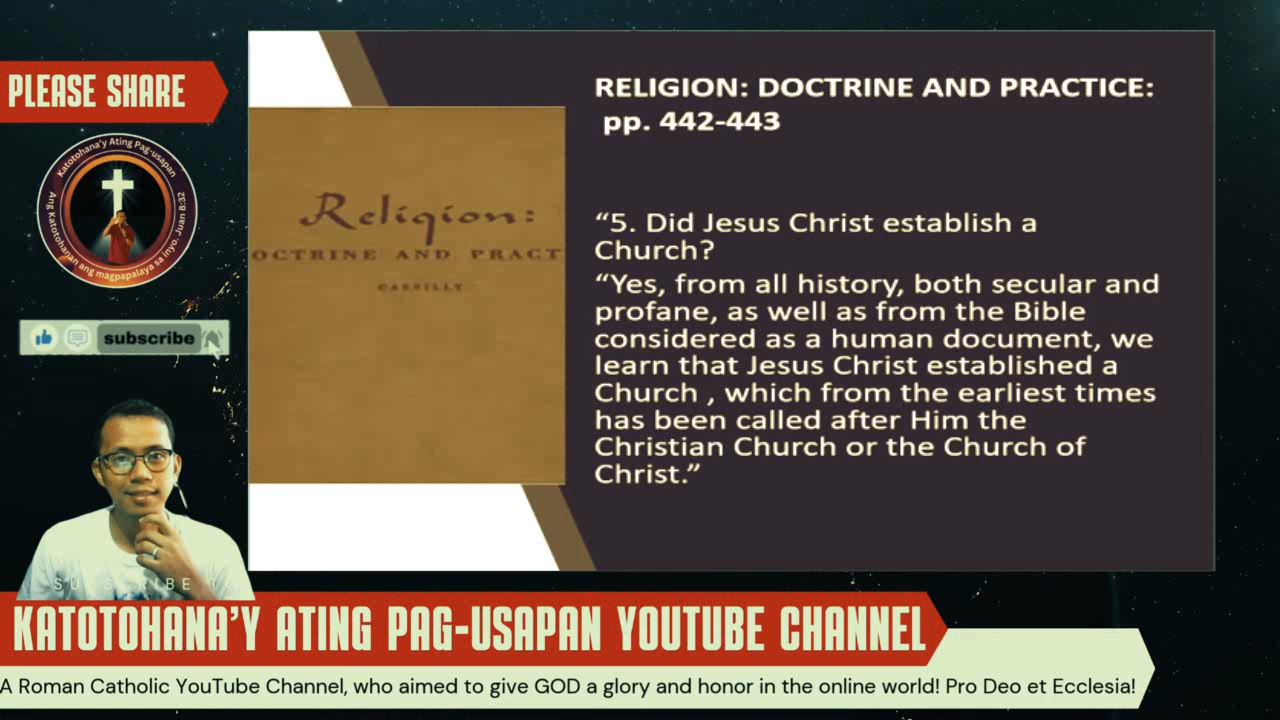 PLEASE SHARE
Katotohana'y Ating Pag-usapan
Ang Katotohanan ang magpapalaya sa inyo. Juan 8:32
subscribe
SUBSCRIBE TA
RELIGION: DOCTRINE AND PRACTICE:
pp. 442-443
Religion:
OCTRINE AND PRACT
CASSILLY
“5. Did Jesus Christ establish a
Church?
“Yes, from all history, both secular and
profane, as well as from the Bible
considered as a human document, we
learn that Jesus Christ established a
Church , which from the earliest times
has been called after Him the
Christian Church or the Church of
Christ.”
KATOTOHANA'Y ATING PAG-USAPAN YOUTUBE CHANNEL
A Roman Catholic YouTube Channel, who aimed to give GOD a glory and honor in the online world! Pro Deo et Ecclesia!